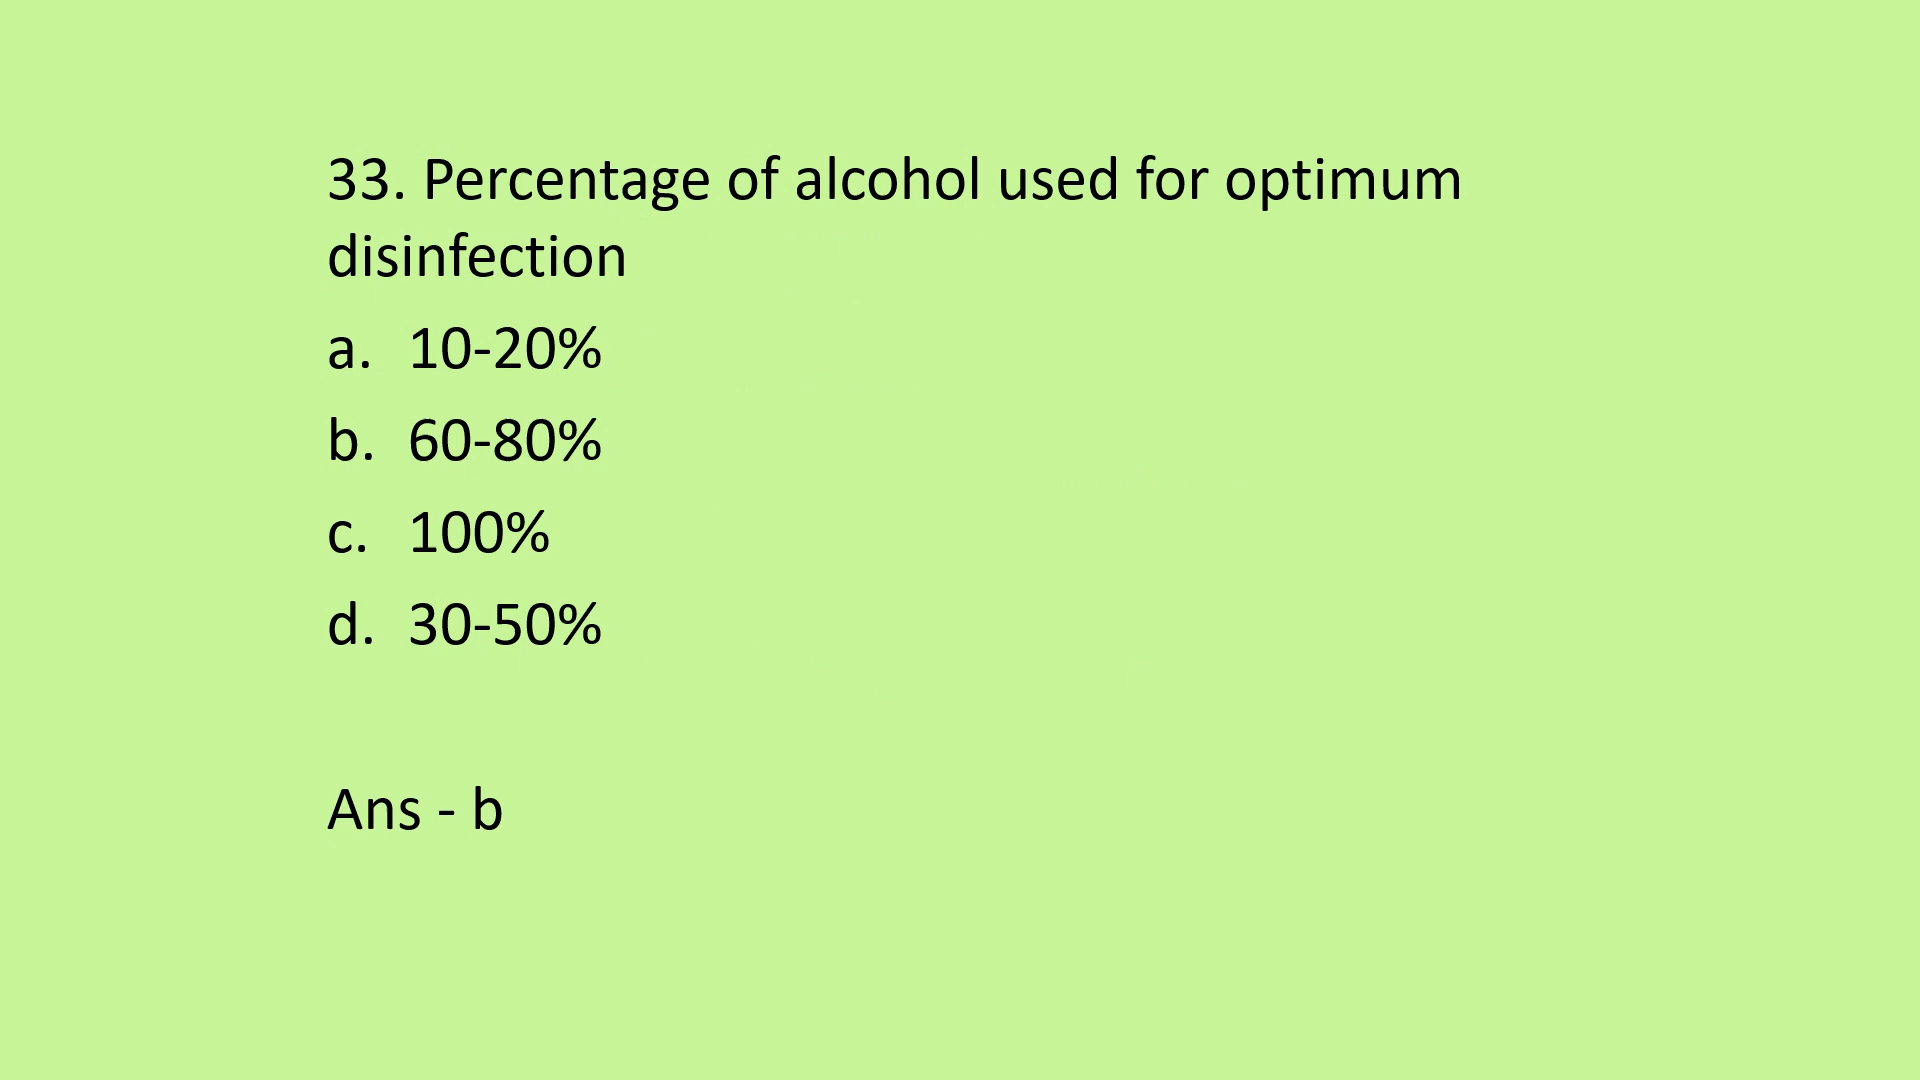 33. Percentage of alcohol used for optimum
disinfection
a. 10-20%
b. 60-80%
c. 100%
d. 30-50%
Ans - b